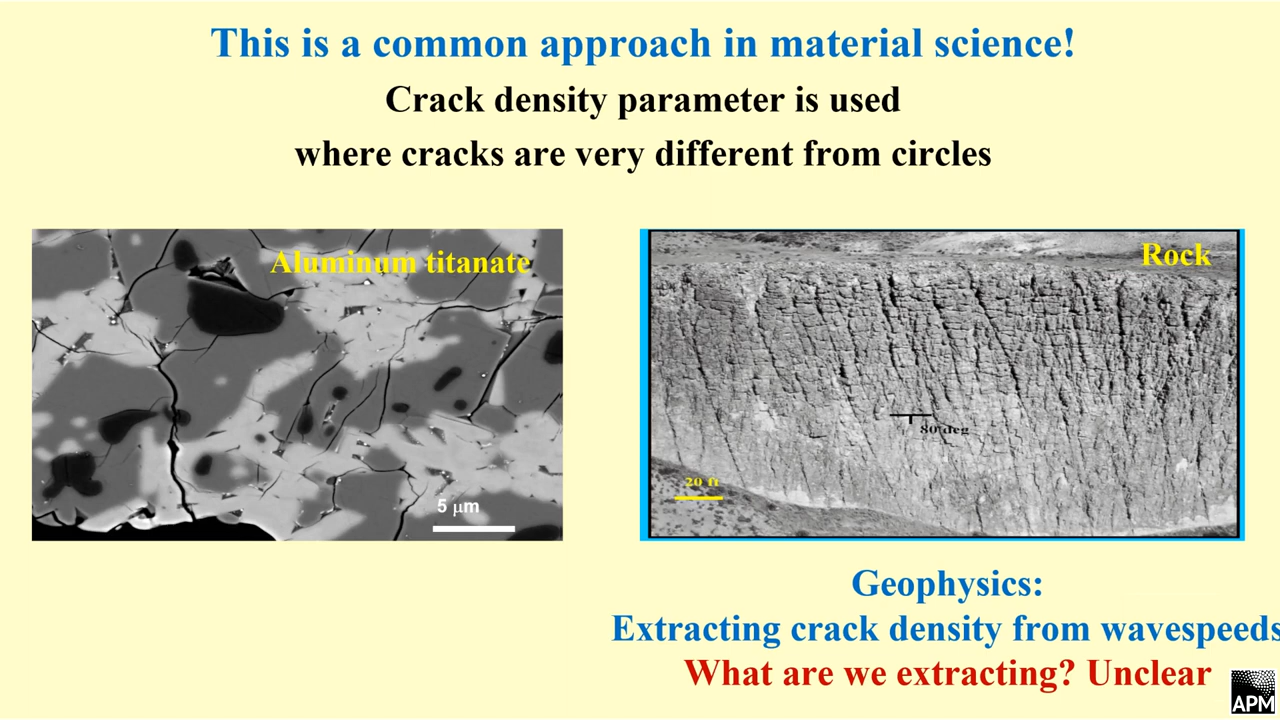 This is a common approach in material science!
Crack density parameter is used
where cracks are very different from circles
Aluminum titanate
5 μm
Rock
80 deg
20 ft
Geophysics:
Extracting crack density from wavespeeds
What are we extracting? Unclear
APM